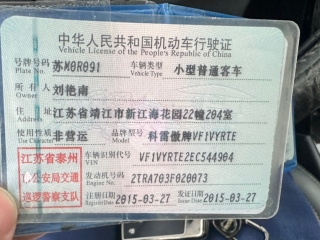 中华人民共和国机动车行驶证
Vehicle License of the People's Republic of China
号牌号码 苏M0R091 车辆类型 小型普通客车
Plate No. Vehicle Type
所有人 刘艳南
Owner
住址 江苏省靖江市新江海花园22幢204室
Address
使用性质 非营运 品牌型号 科雷傲牌VFIVYRTE
Use Character Model
江苏省泰州
市公安局交通
巡逻警察支队
车辆识别代号 VF1VYRTE2EC544904
VIN
发动机号码 2TRA703F020073
Engine No.
注册日期 2015-03-27 发证日期 2015-03-27
Register Date Issue Date